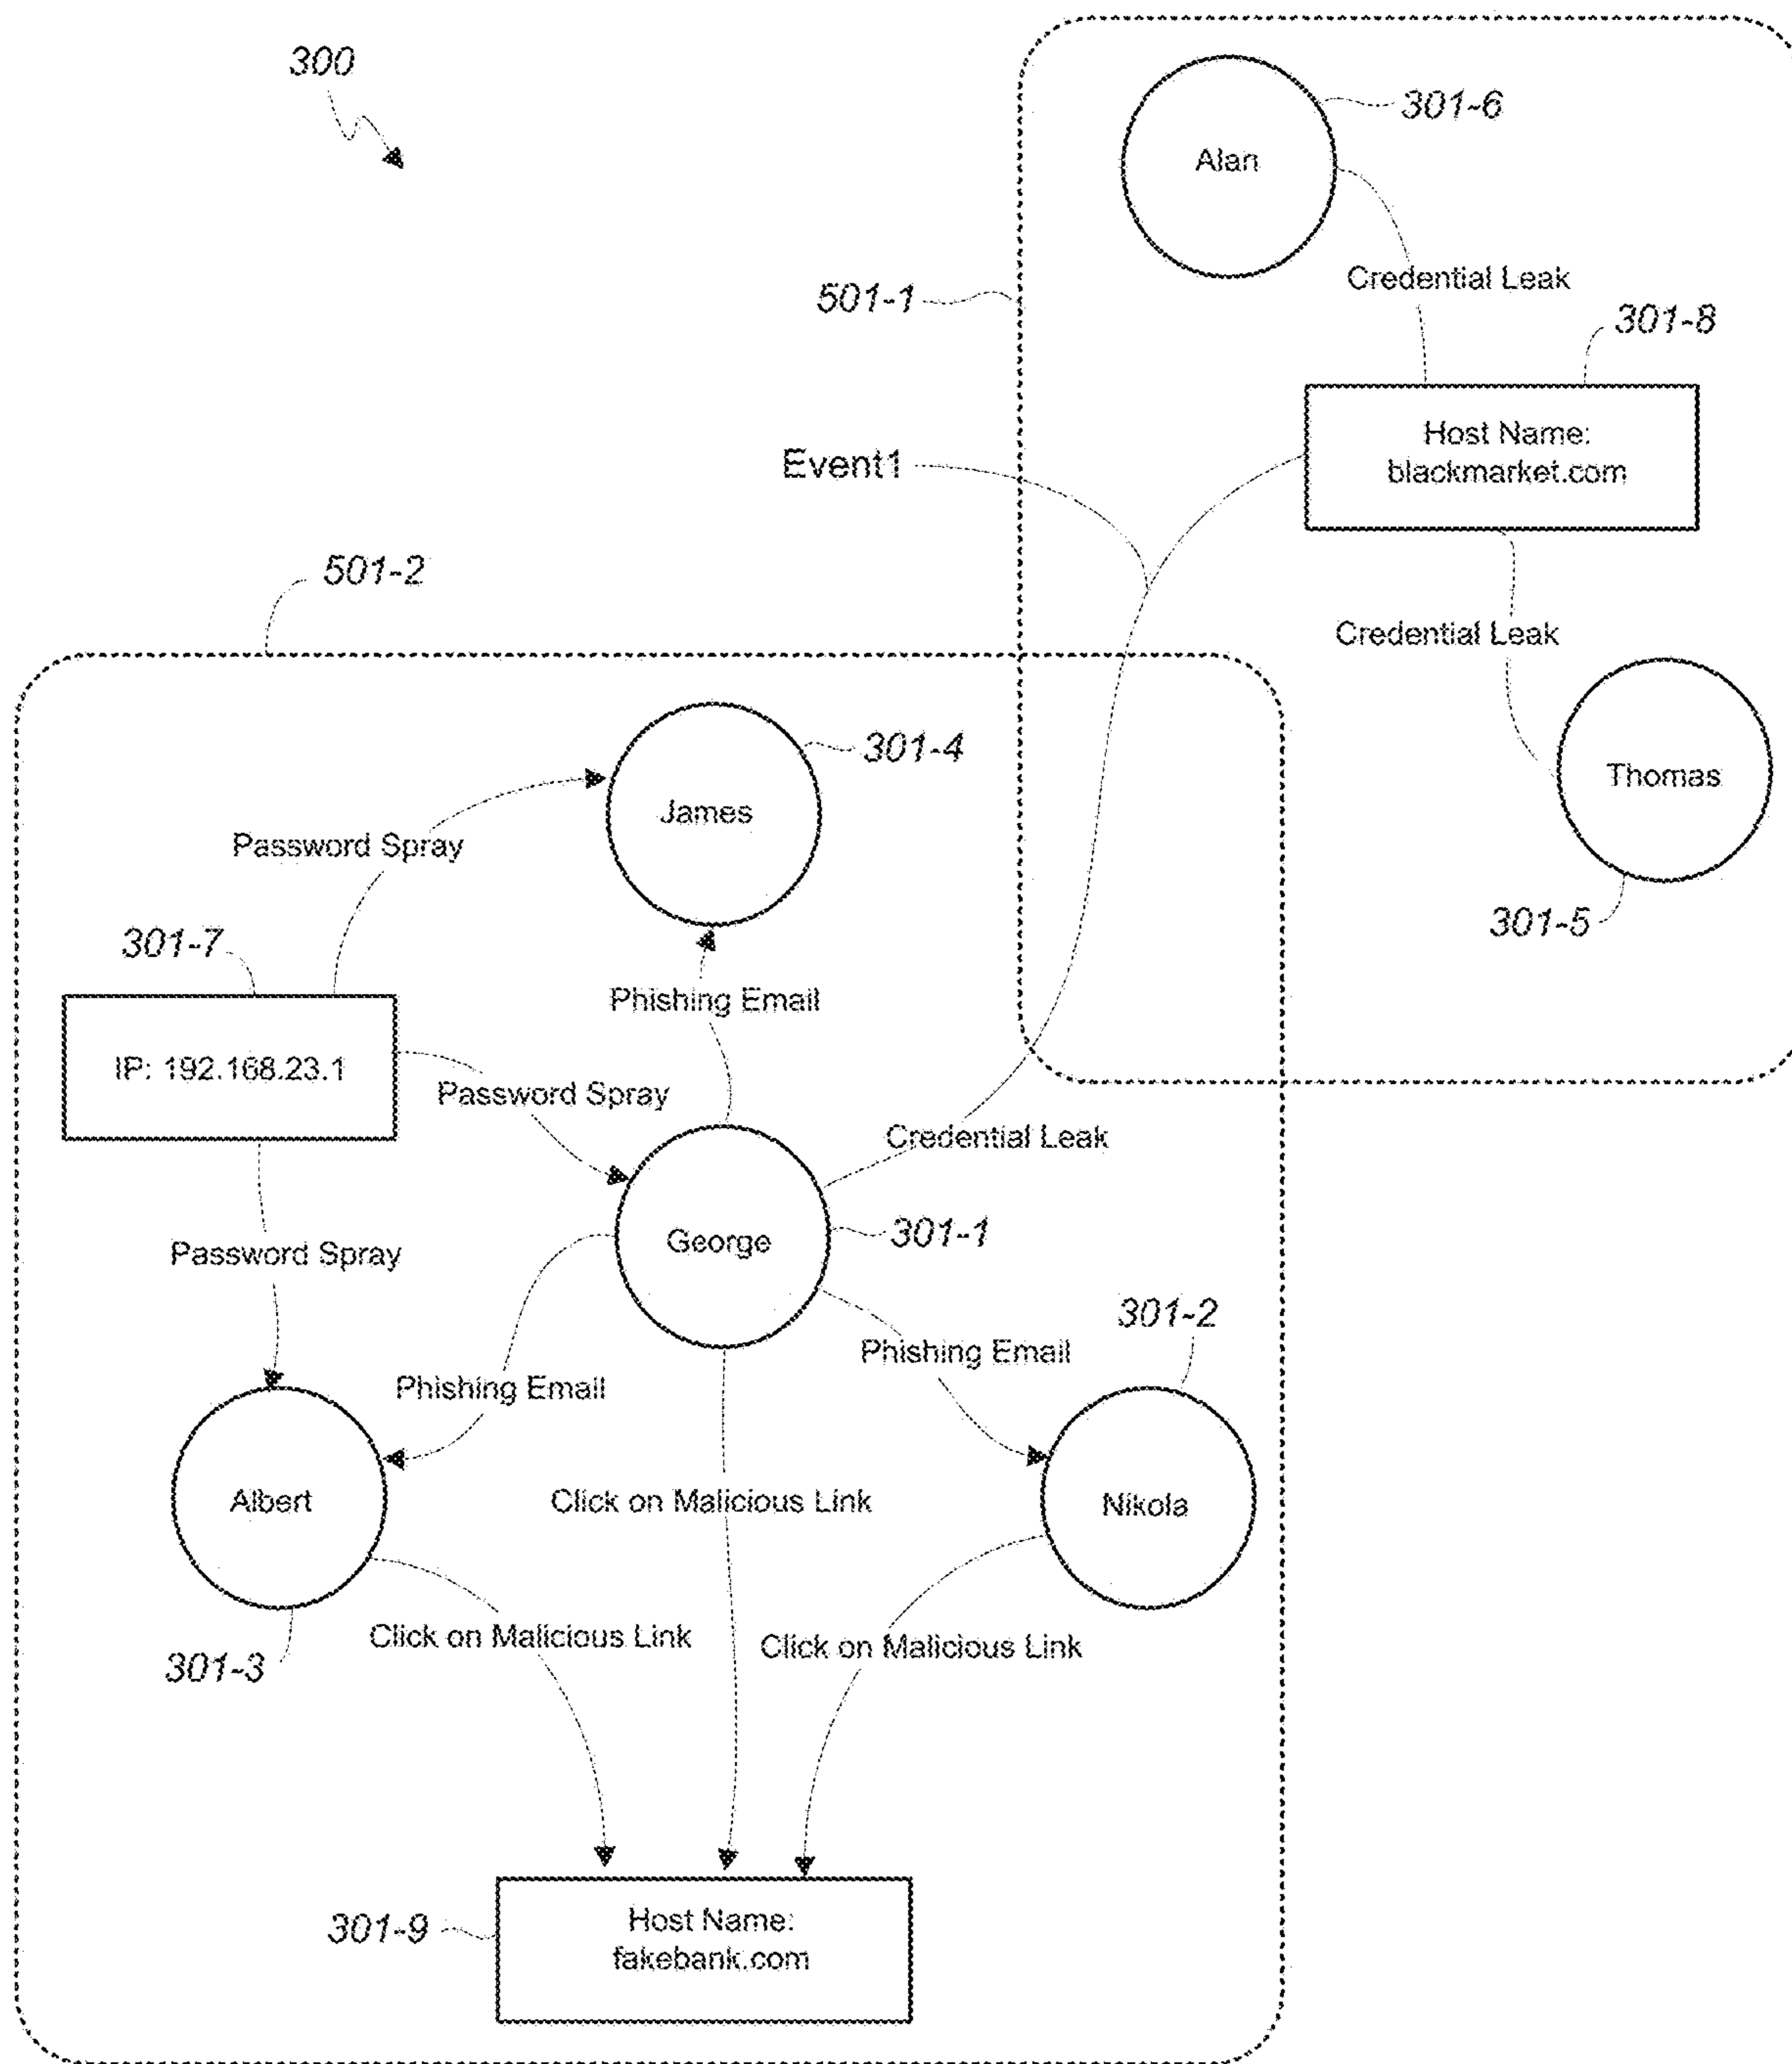 300
301-6
Alan
Credential Leak
501-1
301-8
Host Name:
blackmarket.com
Event1
501-2
Credential Leak
301-4
James
Thomas
Password Spray
301-5
301-7
Phishing Email
IP: 192.168.23.1
Password Spray
Credential Leak
301-1
George
Password Spray
301-2
Phishing Email
Phishing Email
Albert
Click on Malicious Link
Nikola
Click on Malicious Link
Click on Malicious Link
301-3
301-9
Host Name:
fakebank.com